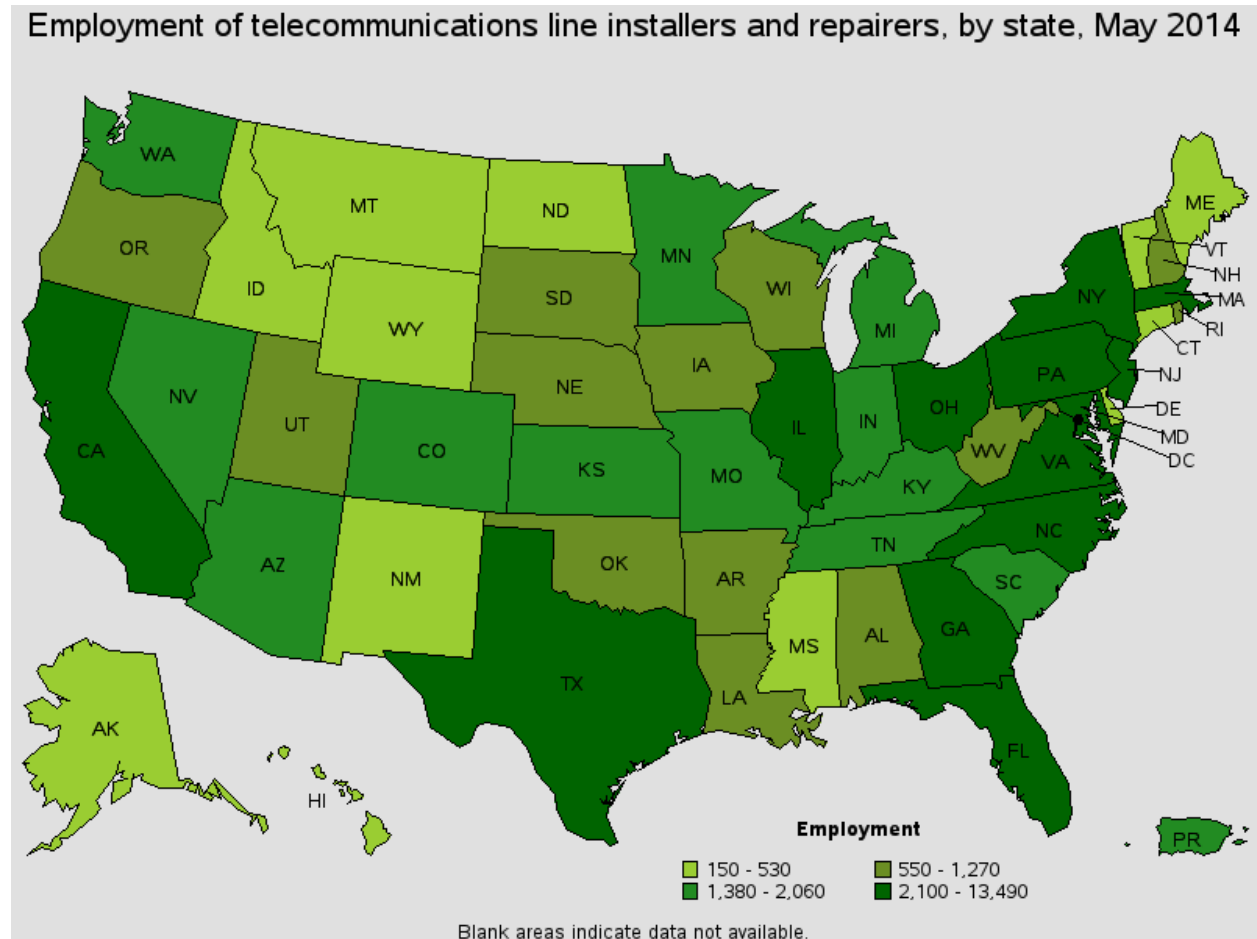 Employment of telecommunications line installers and repairers, by state, May 2014
WA
MT
ND
ME
OR
MN
VT
ID
SD
WI
NH
WY
MI
NY
MA
RI
CT
NV
NE
IA
PA
NJ
UT
IL
IN
OH
DE
CA
CO
MD
WV
VA
DC
KS
MO
KY
AZ
NM
OK
AR
TN
NC
SC
MS
AL
GA
TX
LA
AK
FL
HI
PR
Employment
150 - 530
550 - 1,270
1,380 - 2,060
2,100 - 13,490
Blank areas indicate data not available.